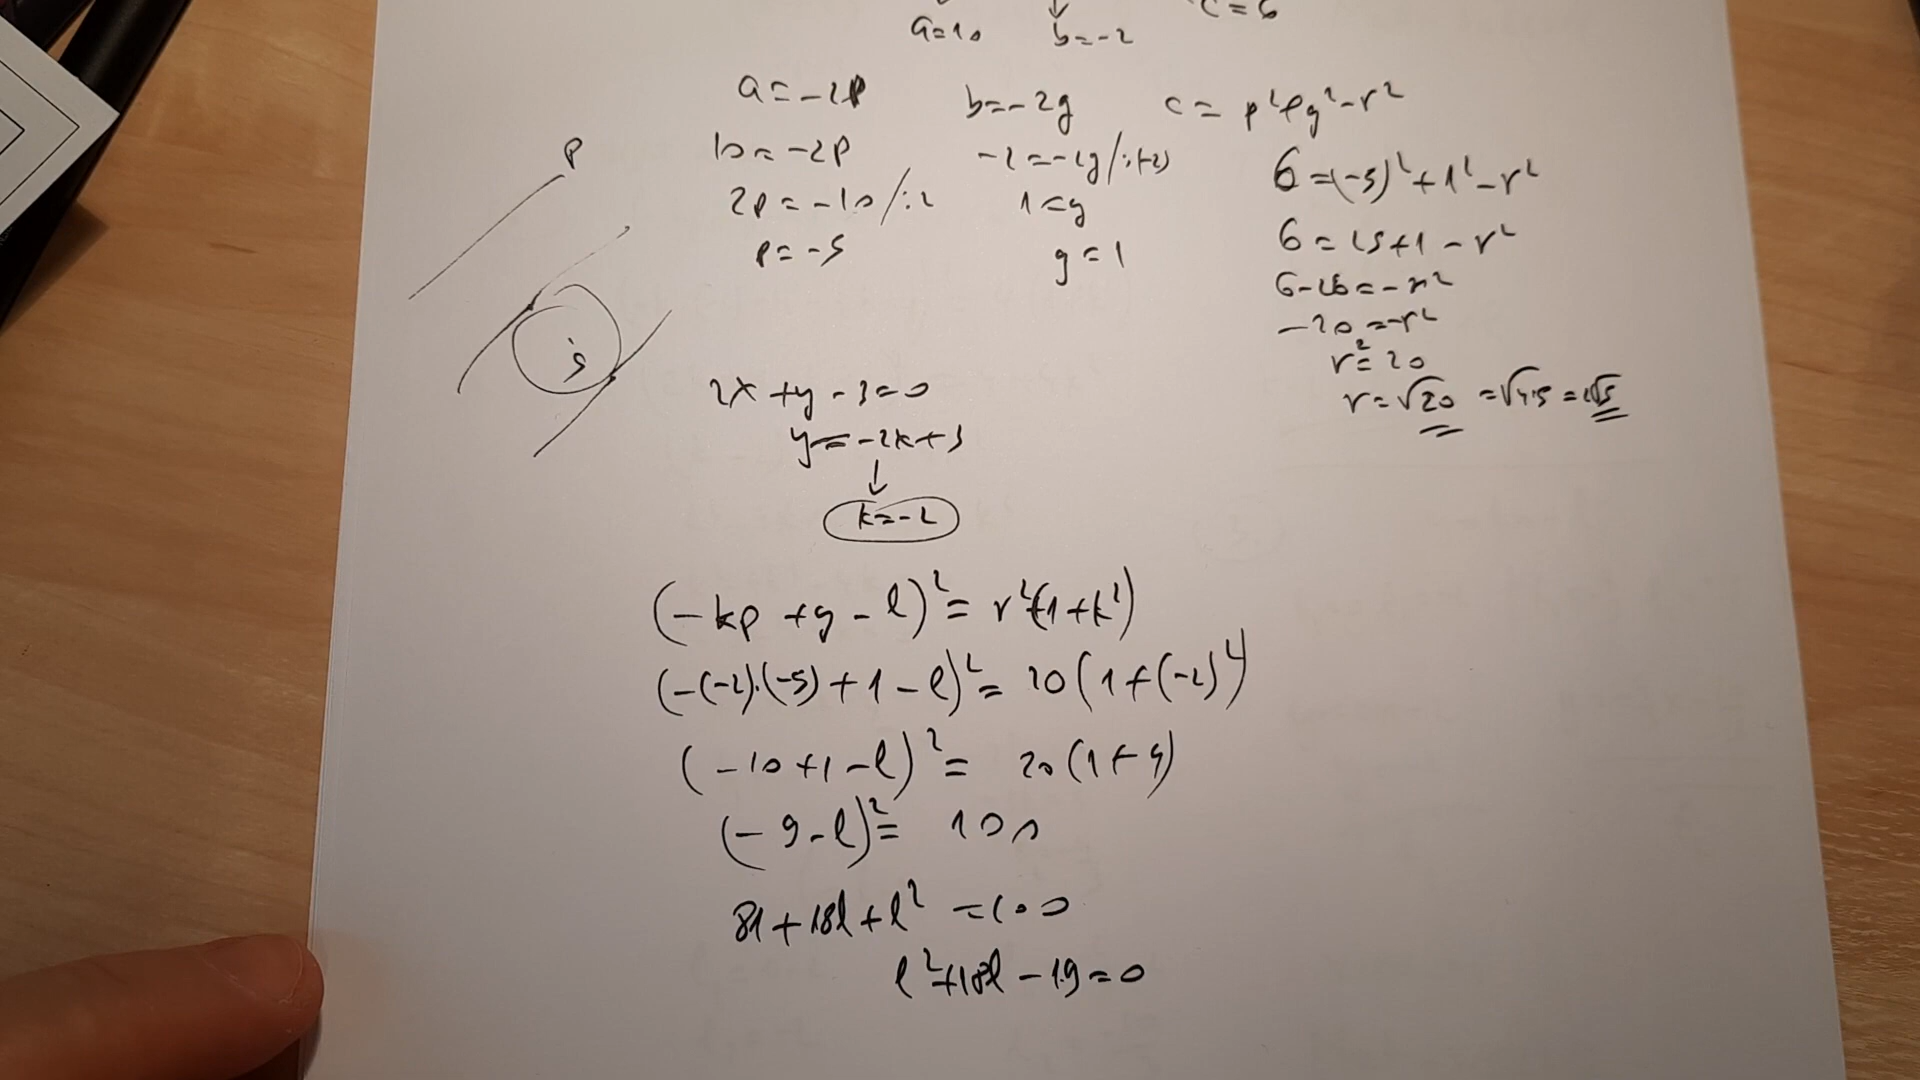 c = 6
a=10 b=-2
a=-2p b=-2q c = p²+q²-r²
10=-2p -2=-2q/:(-2) 6=(-5)²+1²-r²
2p=-10/:2 1=q 6=25+1-r²
p=-5 q=1 6-26=-r²
-20=-r²
r²=20
r=√20 =√4·5 =2√5
P
S
2x+y-3=0
y=-2x+3
↓
k=-2
(-kp+q-l)²=r²(1+k²)
(-(-2)·(-5)+1-l)²=20(1+(-2)²)
(-10+1-l)²=20(1+4)
(-9-l)²=100
81+18l+l²=100
l²+18l-19=0